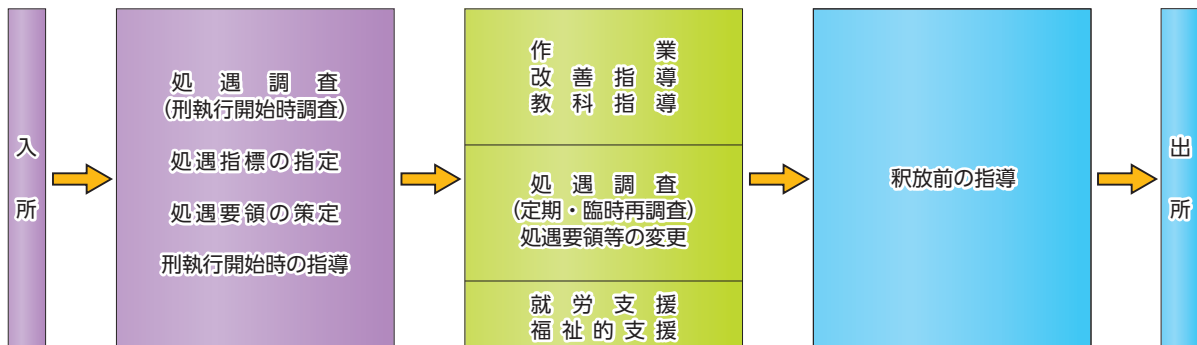 入所
処遇調査
(刑執行開始時調査)
処遇指標の指定
処遇要領の策定
刑執行開始時の指導
作業
改善指導
教科指導
処遇調査
(定期・臨時再調査)
処遇要領等の変更
就労支援
福祉的支援
釈放前の指導
出所